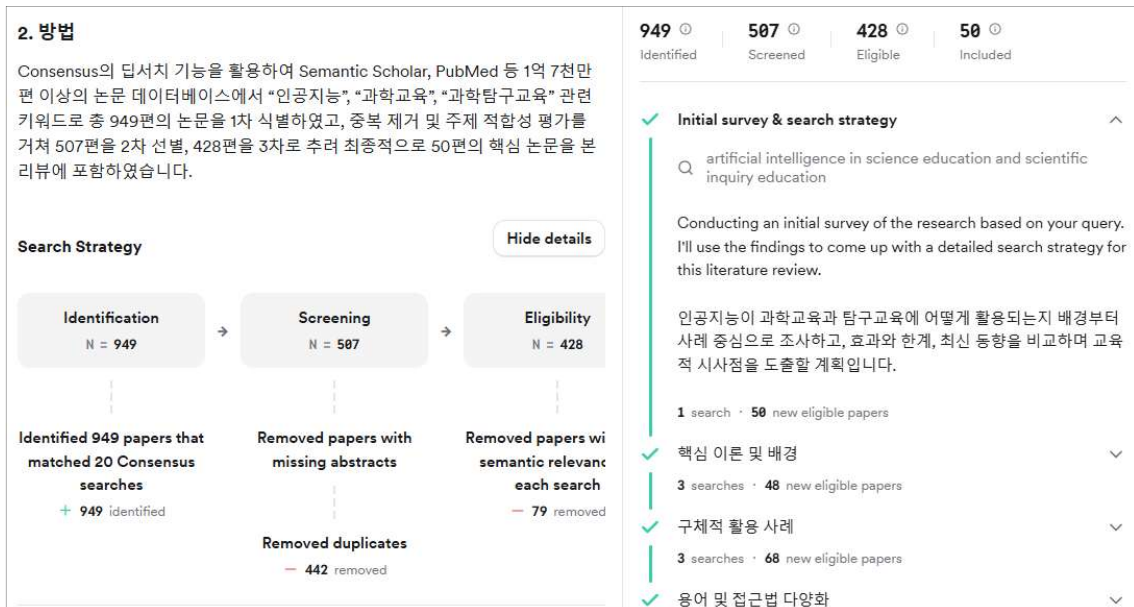 2. 방법
Consensus의 딥서치 기능을 활용하여 Semantic Scholar, PubMed 등 1억 7천만
편 이상의 논문 데이터베이스에서 “인공지능”, “과학교육”, “과학탐구교육” 관련
키워드로 총 949편의 논문을 1차 식별하였고, 중복 제거 및 주제 적합성 평가를
거쳐 507편을 2차 선별, 428편을 3차로 추려 최종적으로 50편의 핵심 논문을 본
리뷰에 포함하였습니다.
Search Strategy
Hide details
Identification
N = 949
Screening
N = 507
Eligibility
N = 428
Identified 949 papers that
matched 20 Consensus
searches
+ 949 identified
Removed papers with
missing abstracts
Removed duplicates
− 442 removed
Removed papers wi
semantic relevanc
each search
− 79 removed
949
Identified
507
Screened
428
Eligible
50
Included
Initial survey & search strategy
artificial intelligence in science education and scientific
inquiry education
Conducting an initial survey of the research based on your query.
I'll use the findings to come up with a detailed search strategy for
this literature review.
인공지능이 과학교육과 탐구교육에 어떻게 활용되는지 배경부터
사례 중심으로 조사하고, 효과와 한계, 최신 동향을 비교하며 교육
적 시사점을 도출할 계획입니다.
1 search · 50 new eligible papers
핵심 이론 및 배경
3 searches · 48 new eligible papers
구체적 활용 사례
3 searches · 68 new eligible papers
용어 및 접근법 다양화